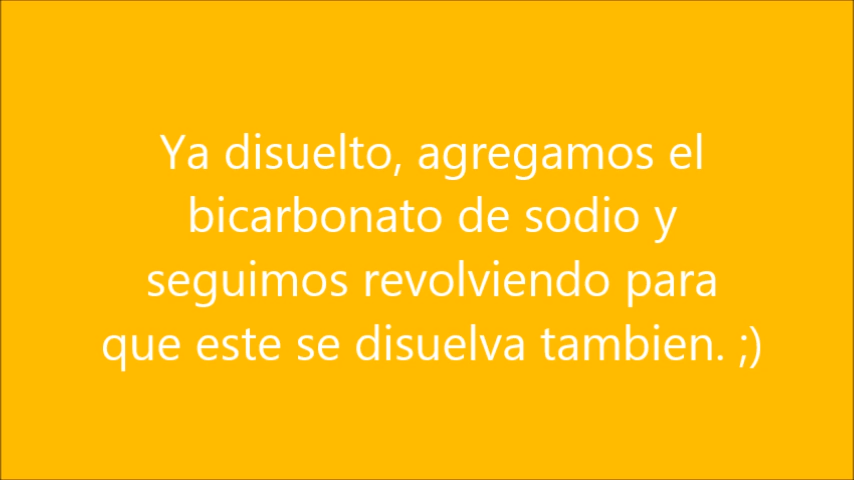 Ya disuelto, agregamos el
bicarbonato de sodio y
seguimos revolviendo para
que este se disuelva tambien. ;)